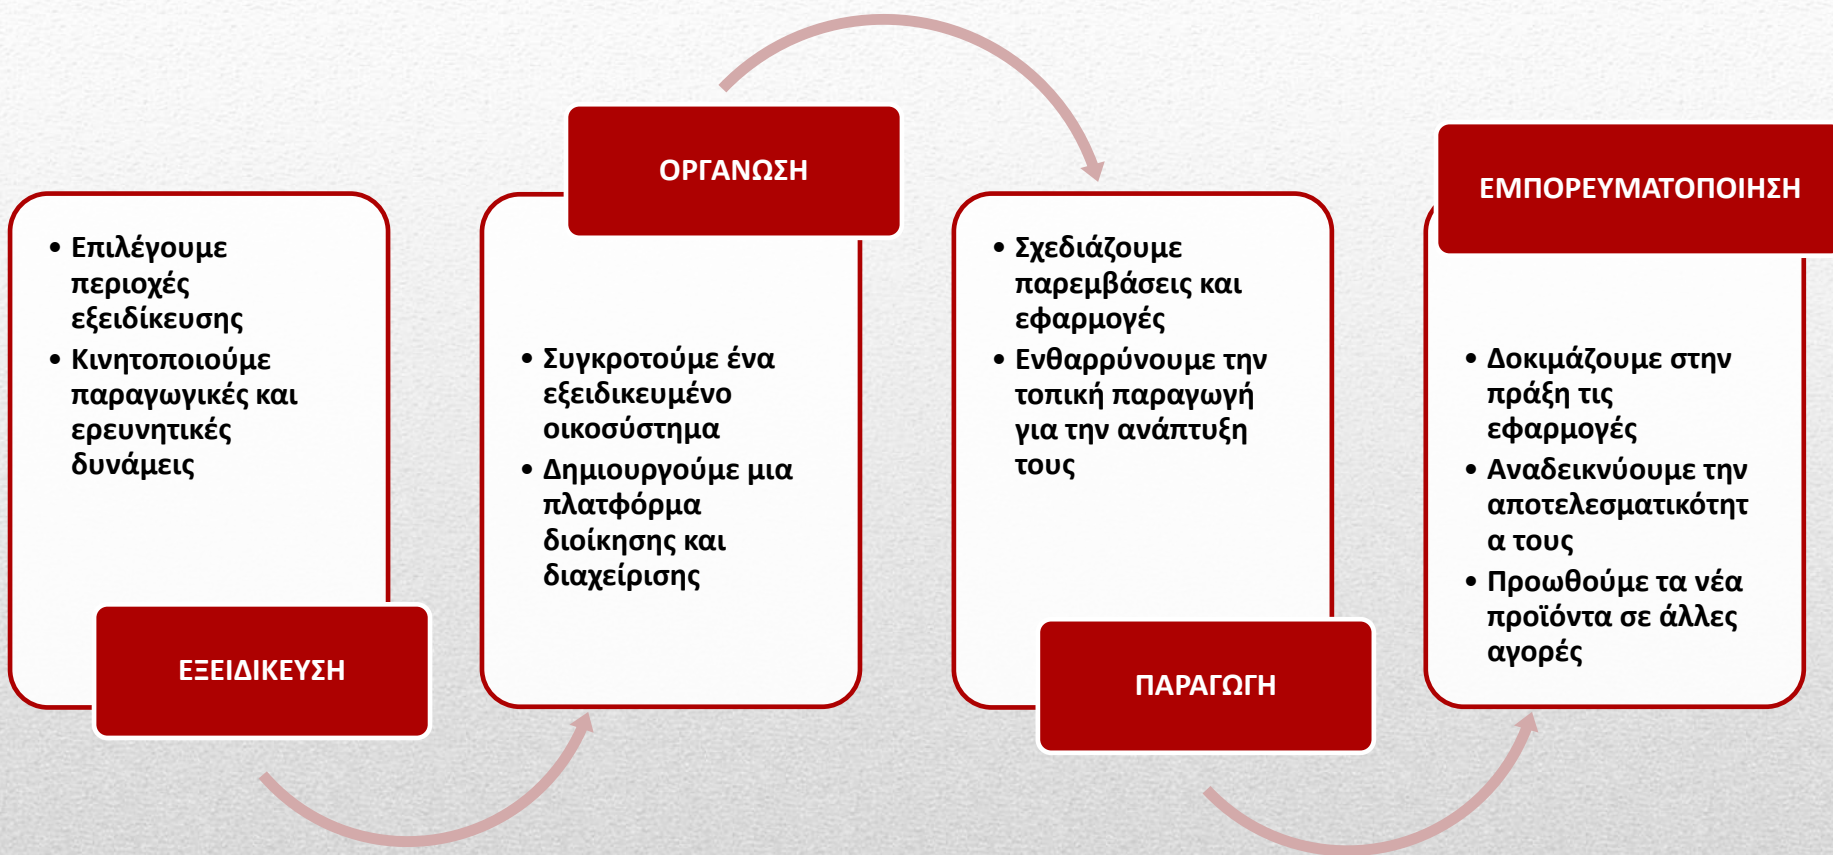 • Επιλέγουμε
περιοχές
εξειδίκευσης
• Κινητοποιούμε
παραγωγικές και
ερευνητικές
δυνάμεις
ΕΞΕΙΔΙΚΕΥΣΗ
ΟΡΓΑΝΩΣΗ
• Συγκροτούμε ένα
εξειδικευμένο
οικοσύστημα
• Δημιουργούμε μια
πλατφόρμα
διοίκησης και
διαχείρισης
• Σχεδιάζουμε
παρεμβάσεις και
εφαρμογές
• Ενθαρρύνουμε την
τοπική παραγωγή
για την ανάπτυξη
τους
ΠΑΡΑΓΩΓΗ
ΕΜΠΟΡΕΥΜΑΤΟΠΟΙΗΣΗ
• Δοκιμάζουμε στην
πράξη τις
εφαρμογές
• Αναδεικνύουμε την
αποτελεσματικότητ
α τους
• Προωθούμε τα νέα
προϊόντα σε άλλες
αγορές